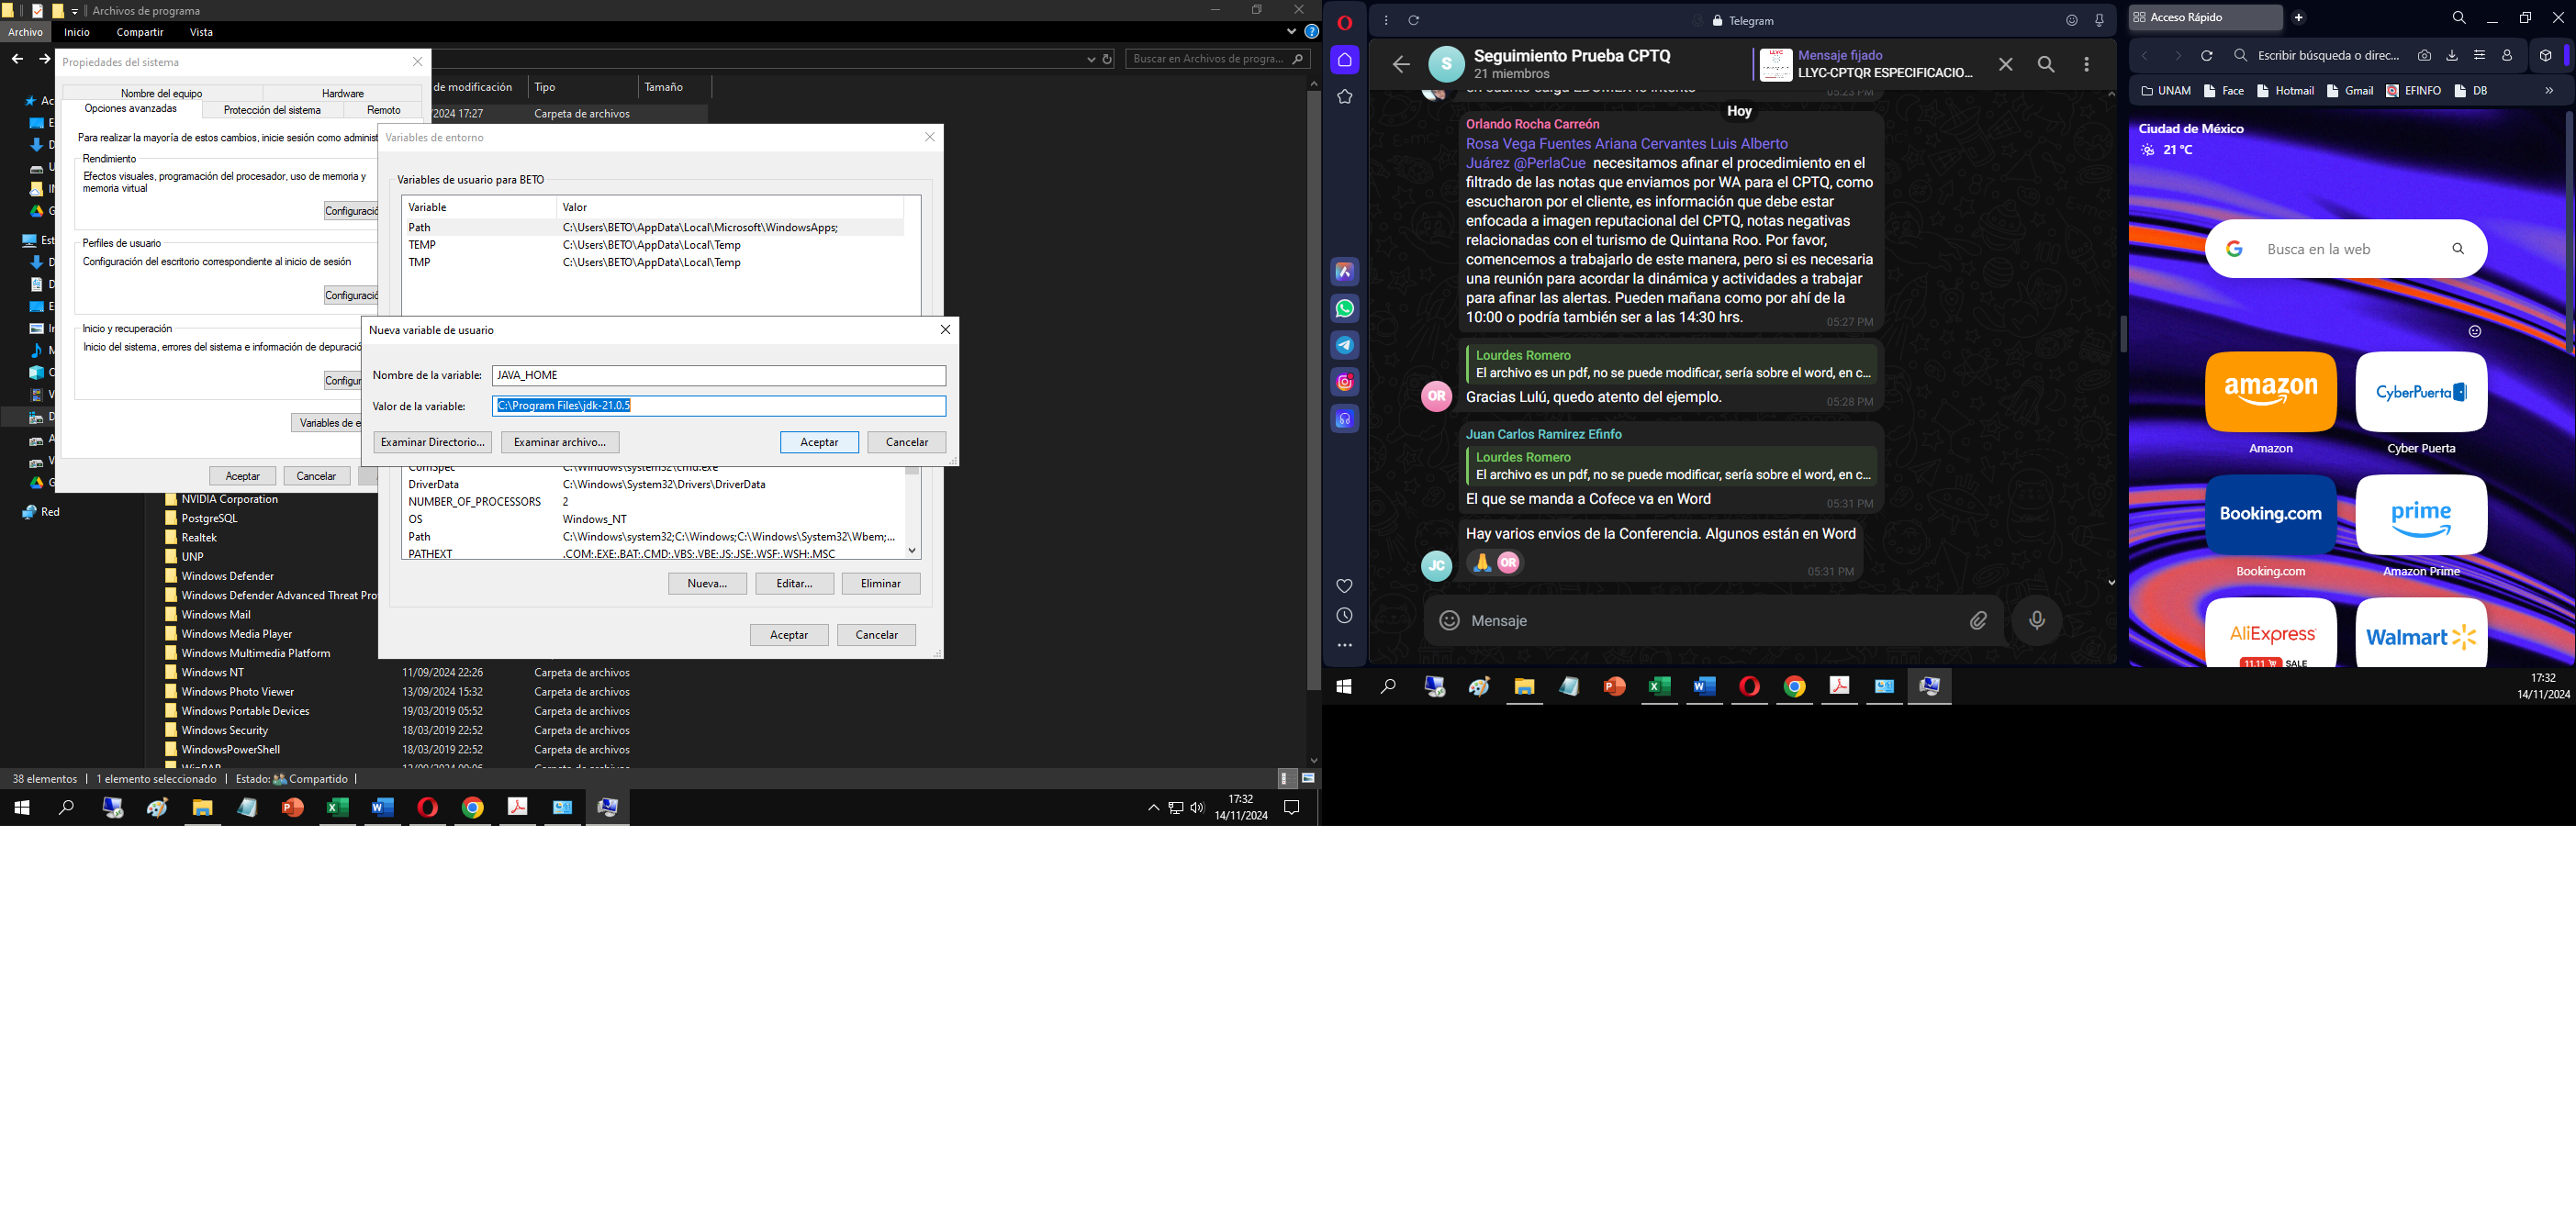 Archivos de programa
Archivo Inicio Compartir Vista
Buscar en Archivos de progra...
de modificación Tipo Tamaño
2024 17:27 Carpeta de archivos
Red
Propiedades del sistema
Nombre del equipo Hardware
Opciones avanzadas Protección del sistema Remoto
Para realizar la mayoría de estos cambios, inicie sesión como administ
Rendimiento
Efectos visuales, programación del procesador, uso de memoria y
memoria virtual
Configuració
Perfiles de usuario
Configuración del escritorio correspondiente al inicio de sesión
Configuració
Inicio y recuperación
Inicio del sistema, errores del sistema e información de depuració
Configur
Variables de e
Aceptar Cancelar
Variables de entorno
Variables de usuario para BETO
Variable Valor
Path C:\Users\BETO\AppData\Local\Microsoft\WindowsApps;
TEMP C:\Users\BETO\AppData\Local\Temp
TMP C:\Users\BETO\AppData\Local\Temp
Nueva variable de usuario
Nombre de la variable: JAVA_HOME
Valor de la variable: C:\Program Files\jdk-21.0.5
Examinar Directorio... Examinar archivo... Aceptar Cancelar
ComSpec C:\Windows\system32\cmd.exe
DriverData C:\Windows\System32\Drivers\DriverData
NUMBER_OF_PROCESSORS 2
OS Windows_NT
Path C:\Windows\system32;C:\Windows;C:\Windows\System32\Wbem;...
PATHEXT .COM;.EXE;.BAT;.CMD;.VBS;.VBE;.JS;.JSE;.WSF;.WSH;.MSC
Nueva... Editar... Eliminar
Aceptar Cancelar
NVIDIA Corporation
PostgreSQL
Realtek
UNP
Windows Defender
Windows Defender Advanced Threat Pro
Windows Mail
Windows Media Player
Windows Multimedia Platform
Windows NT 11/09/2024 22:26 Carpeta de archivos
Windows Photo Viewer 13/09/2024 15:32 Carpeta de archivos
Windows Portable Devices 19/03/2019 05:52 Carpeta de archivos
Windows Security 18/03/2019 22:52 Carpeta de archivos
WindowsPowerShell 18/03/2019 22:52 Carpeta de archivos
38 elementos 1 elemento seleccionado Estado: Compartido
17:32
14/11/2024
Telegram
Seguimiento Prueba CPTQ
21 miembros
Mensaje fijado
LLYC-CPTQR ESPECIFICACIO...
05:23 PM
Hoy
Orlando Rocha Carreón
Rosa Vega Fuentes Ariana Cervantes Luis Alberto
Juárez @PerlaCue necesitamos afinar el procedimiento en el
filtrado de las notas que enviamos por WA para el CPTQ, como
escucharon por el cliente, es información que debe estar
enfocada a imagen reputacional del CPTQ, notas negativas
relacionadas con el turismo de Quintana Roo. Por favor,
comencemos a trabajarlo de este manera, pero si es necesaria
una reunión para acordar la dinámica y actividades a trabajar
para afinar las alertas. Pueden mañana como por ahí de la
10:00 o podría también ser a las 14:30 hrs.
05:27 PM
Lourdes Romero
El archivo es un pdf, no se puede modificar, sería sobre el word, en c...
OR
Gracias Lulú, quedo atento del ejemplo.
05:28 PM
Juan Carlos Ramirez Efinfo
Lourdes Romero
El archivo es un pdf, no se puede modificar, sería sobre el word, en c...
El que se manda a Cofece va en Word
05:31 PM
Hay varios envios de la Conferencia. Algunos están en Word
JC
OR
05:31 PM
Mensaje
Acceso Rápido
Escribir búsqueda o direc...
UNAM Face Hotmail Gmail EFINFO DB
Ciudad de México
21 °C
Busca en la web
amazon CyberPuerta
Amazon Cyber Puerta
Booking.com prime
Booking.com Amazon Prime
AliExpress Walmart
11.11 SALE
17:32
14/11/2024